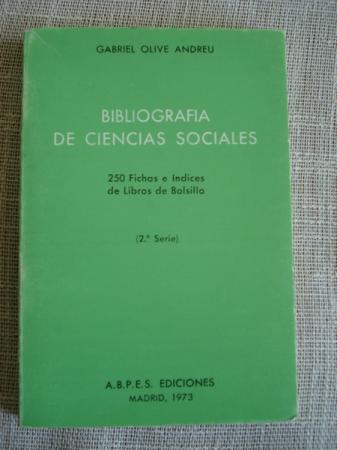 GABRIEL OLIVE ANDREU
BIBLIOGRAFIA
DE CIENCIAS SOCIALES
250 Fichas e Indices
de Libros de Bolsillo
(2.ª Serie)
A.B.P.E.S. EDICIONES
MADRID, 1973